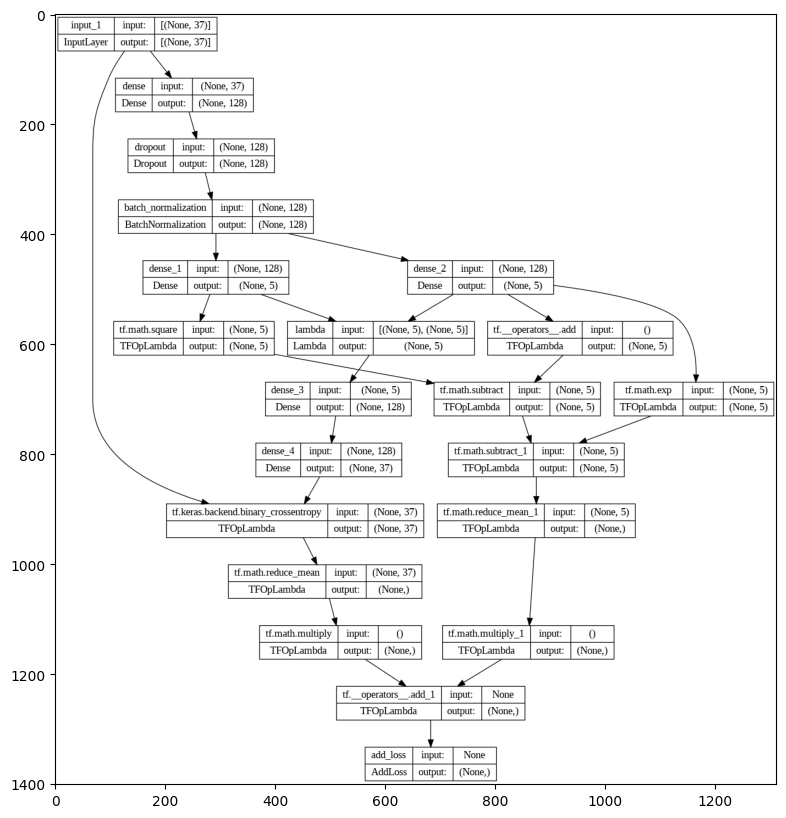 0
input_1 input: [(None, 37)]
InputLayer output: [(None, 37)]
dense input: (None, 37)
Dense output: (None, 128)
200
dropout input: (None, 128)
Dropout output: (None, 128)
batch_normalization input: (None, 128)
BatchNormalization output: (None, 128)
400
dense_1 input: (None, 128)
Dense output: (None, 5)
dense_2 input: (None, 128)
Dense output: (None, 5)
tf.math.square input: (None, 5)
TFOpLambda output: (None, 5)
lambda input: [(None, 5), (None, 5)]
Lambda output: (None, 5)
tf.__operators__.add input: ()
TFOpLambda output: (None, 5)
600
dense_3 input: (None, 5)
Dense output: (None, 128)
tf.math.subtract input: (None, 5)
TFOpLambda output: (None, 5)
tf.math.exp input: (None, 5)
TFOpLambda output: (None, 5)
dense_4 input: (None, 128)
Dense output: (None, 37)
tf.math.subtract_1 input: (None, 5)
TFOpLambda output: (None, 5)
800
tf.keras.backend.binary_crossentropy input: (None, 37)
TFOpLambda output: (None, 37)
tf.math.reduce_mean_1 input: (None, 5)
TFOpLambda output: (None,)
1000
tf.math.reduce_mean input: (None, 37)
TFOpLambda output: (None,)
tf.math.multiply input: ()
TFOpLambda output: (None,)
tf.math.multiply_1 input: ()
TFOpLambda output: (None,)
1200
tf.__operators__.add_1 input: None
TFOpLambda output: (None,)
add_loss input: None
AddLoss output: (None,)
1400
0 200 400 600 800 1000 1200